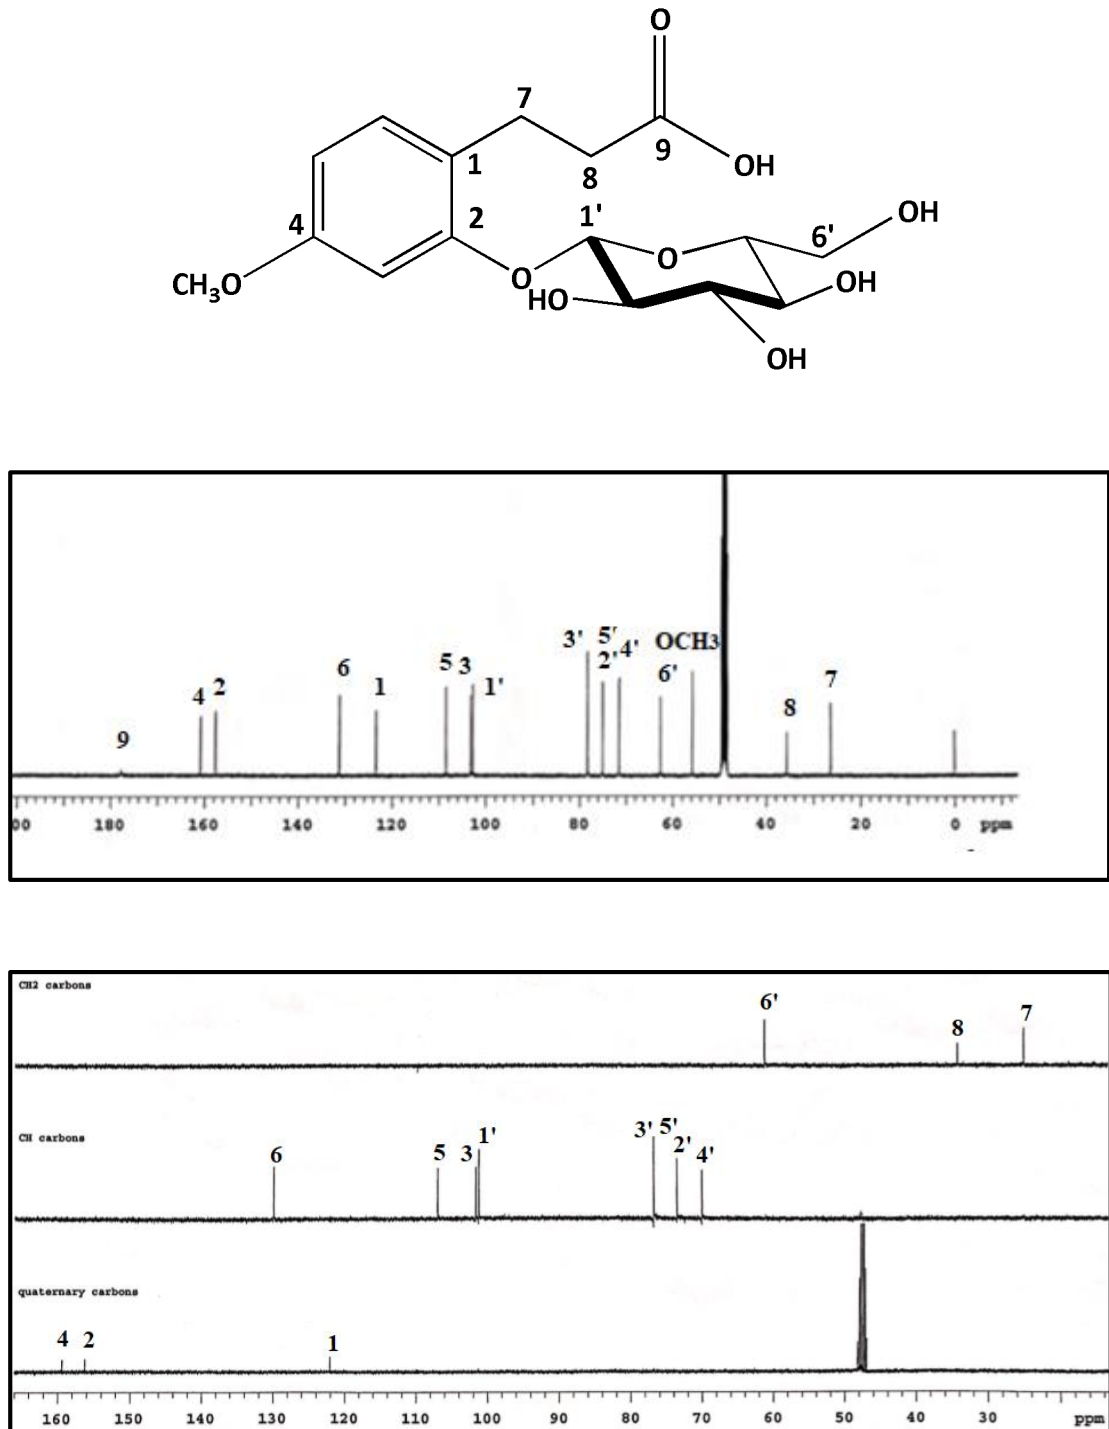 O
7
1
9
OH
8
4
2
1'
6'
OH
O
CH3O
O
HO
OH
OH
3' 5' 4' OCH3
2' 6'
6 5 3
4 2 1 1' 8 7
9
00 180 160 140 120 100 80 60 40 20 0 ppm
CH2 carbons
6' 8 7
CH carbons
6 5 3 1' 3' 5' 2' 4'
quaternary carbons
4 2 1
160 150 140 130 120 110 100 90 80 70 60 50 40 30 ppm